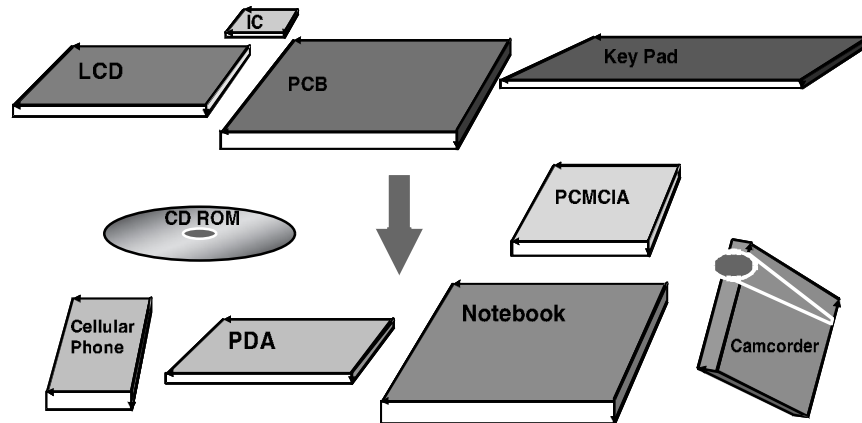 IC
LCD
PCB
Key Pad
CD ROM
PCMCIA
Cellular
Phone
PDA
Notebook
Camcorder